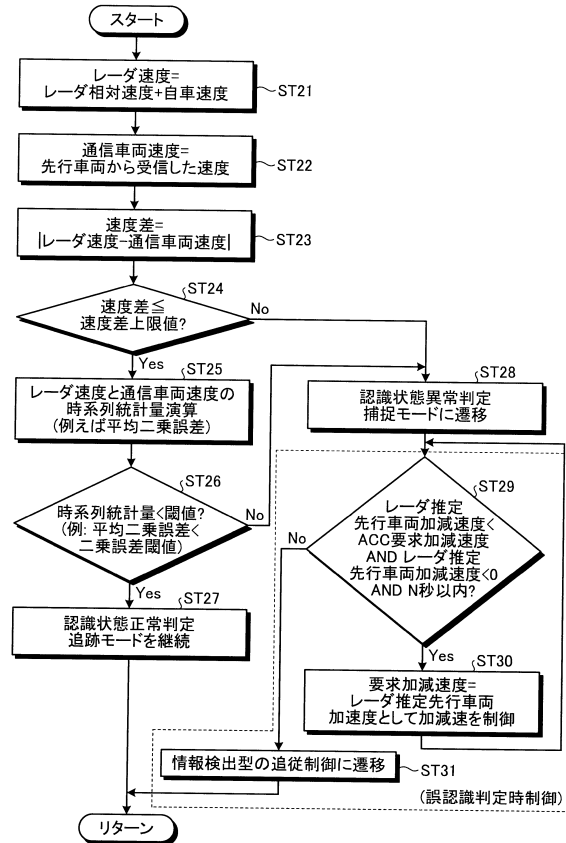 スタート
レーダ速度=
レーダ相対速度+自車速度
ST21
通信車両速度=
先行車両から受信した速度
ST22
速度差=
|レーダ速度-通信車両速度|
ST23
ST24
速度差≦
速度差上限値?
No
Yes
ST25
レーダ速度と通信車両速度の
時系列統計量演算
(例えば平均二乗誤差)
ST26
時系列統計量<閾値?
(例: 平均二乗誤差<
二乗誤差閾値)
No
Yes
ST27
認識状態正常判定
追跡モードを継続
ST28
認識状態異常判定
捕捉モードに遷移
ST29
レーダ推定
先行車両加減速度<
ACC要求加減速度
AND レーダ推定
先行車両加減速度<0
AND N秒以内?
No
Yes
ST30
要求加減速度=
レーダ推定先行車両
加速度として加減速を制御
情報検出型の追従制御に遷移
ST31
(誤認識判定時制御)
リターン